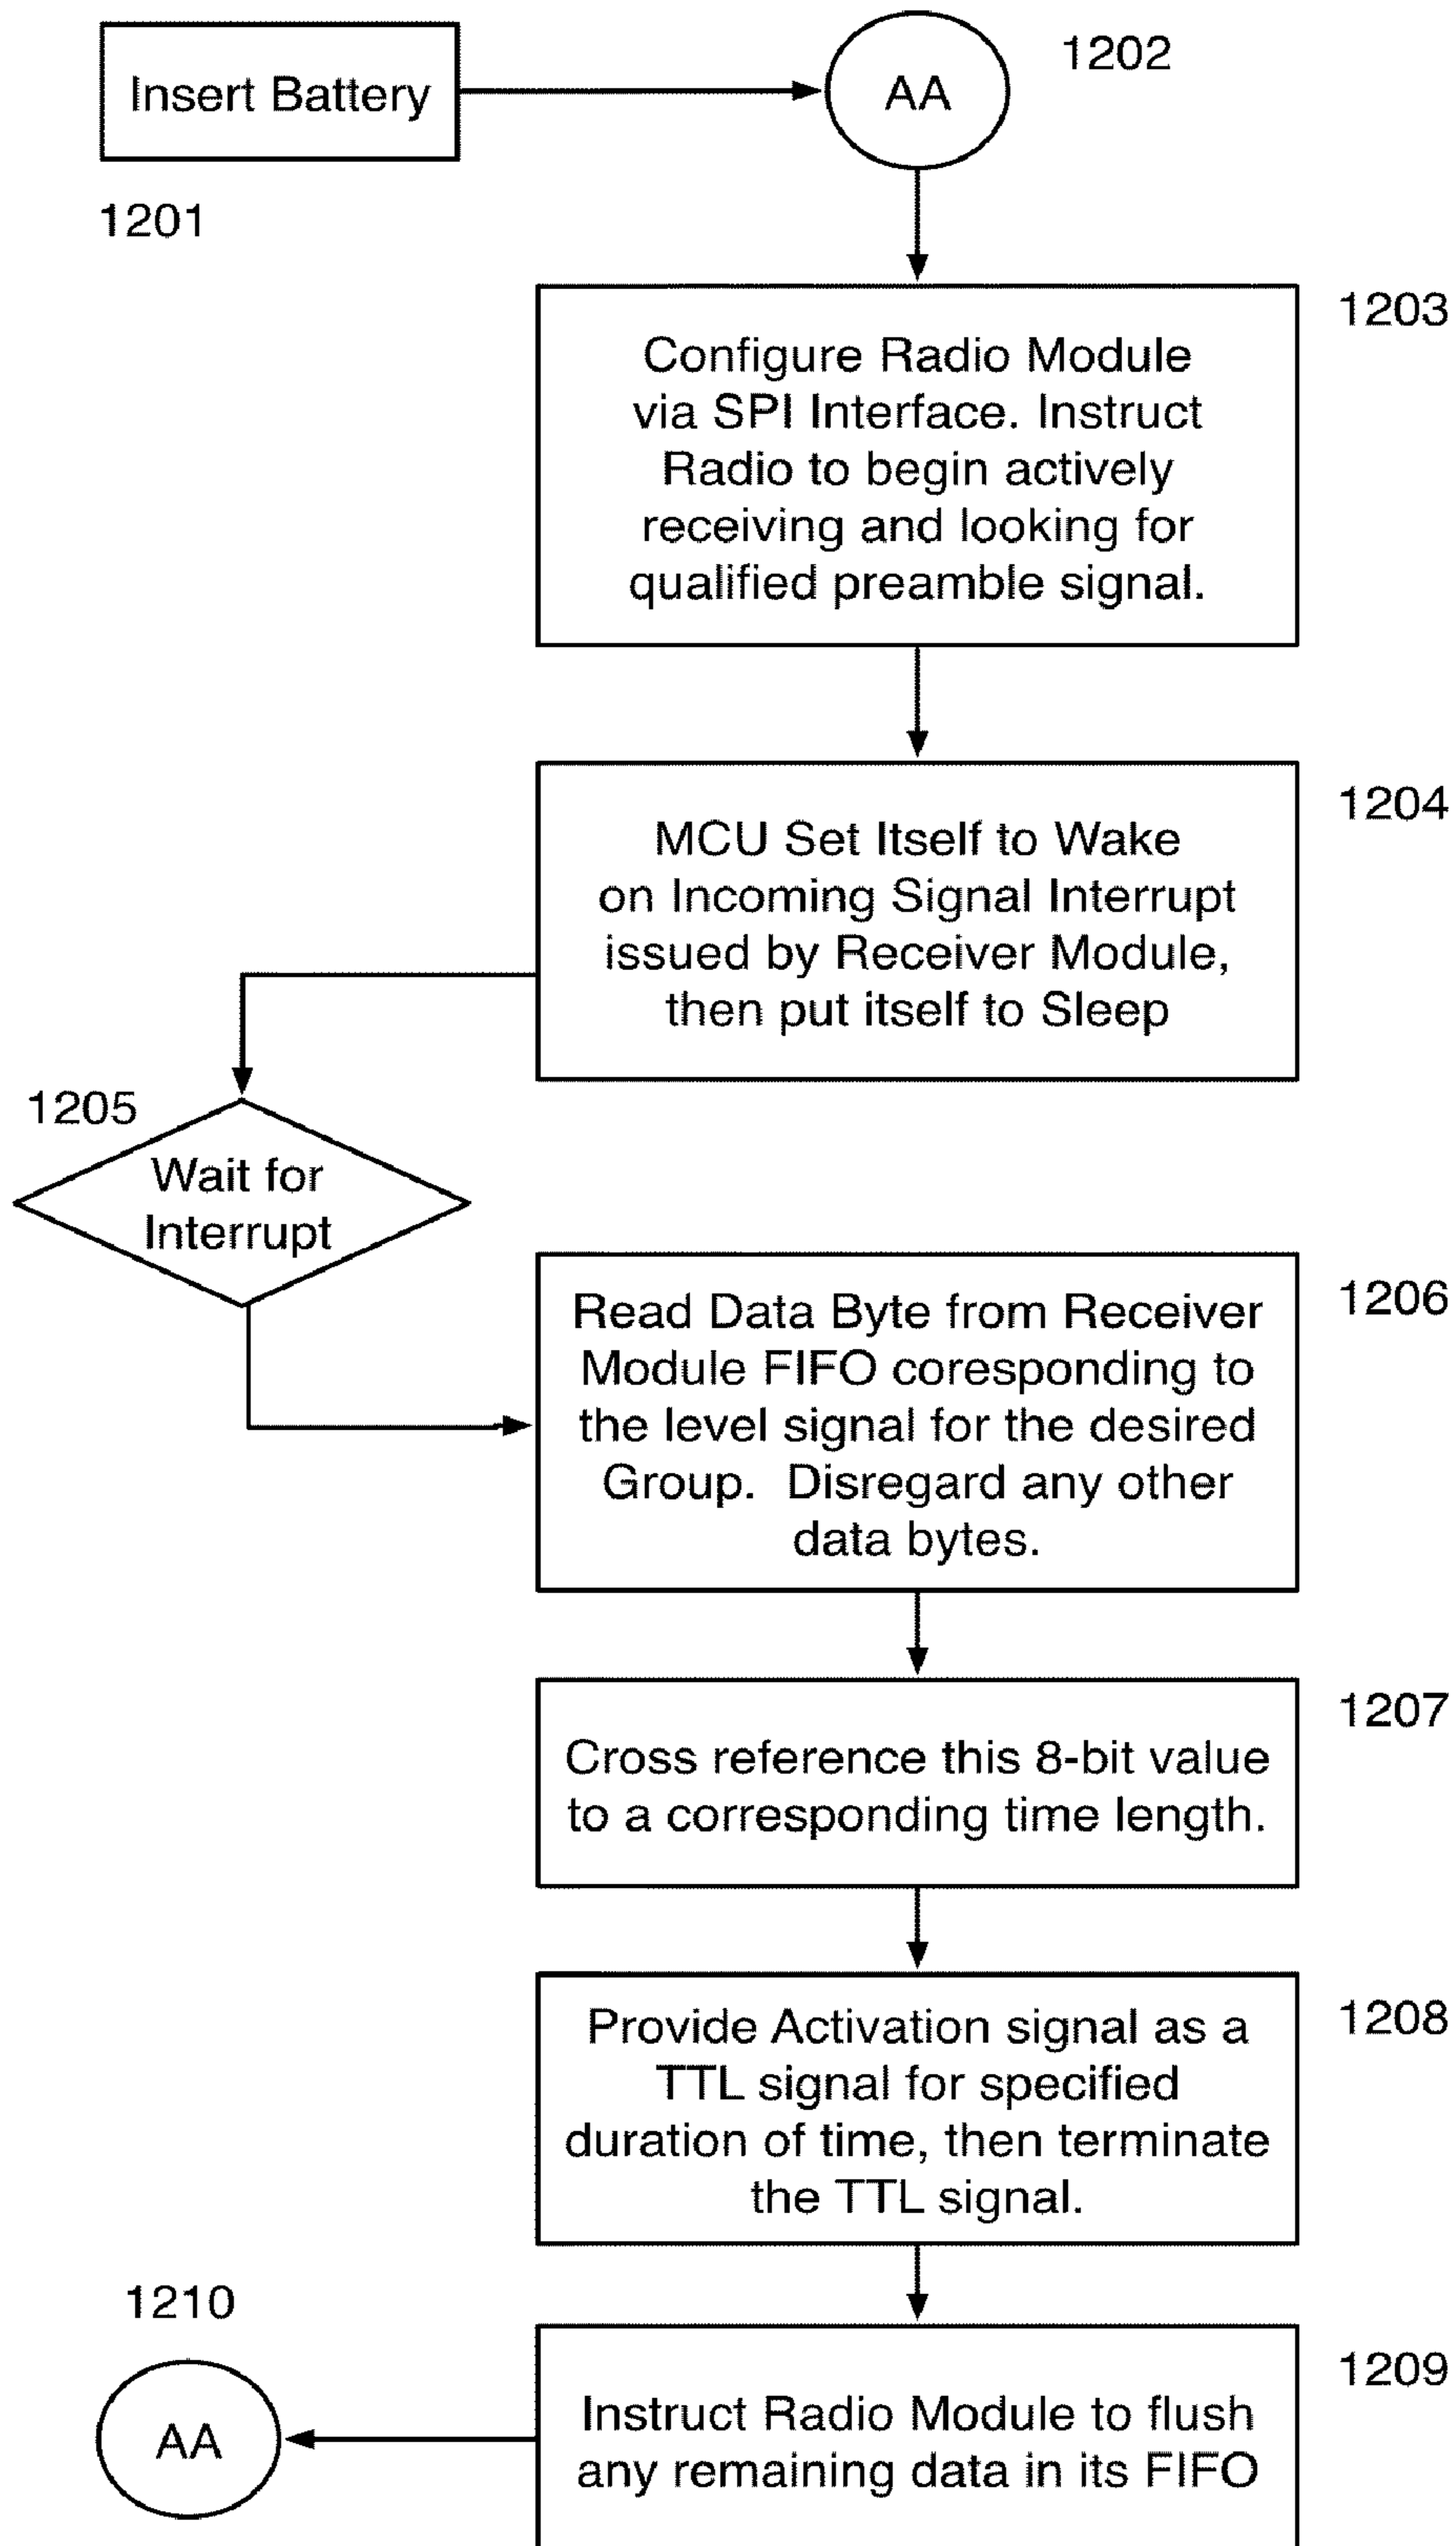 Insert Battery
AA
1202
1201
1203
Configure Radio Module
via SPI Interface. Instruct
Radio to begin actively
receiving and looking for
qualified preamble signal.
1204
MCU Set Itself to Wake
on Incoming Signal Interrupt
issued by Receiver Module,
then put itself to Sleep
1205
Wait for
Interrupt
1206
Read Data Byte from Receiver
Module FIFO coresponding to
the level signal for the desired
Group. Disregard any other
data bytes.
1207
Cross reference this 8-bit value
to a corresponding time length.
1208
Provide Activation signal as a
TTL signal for specified
duration of time, then terminate
the TTL signal.
1209
Instruct Radio Module to flush
any remaining data in its FIFO
1210
AA